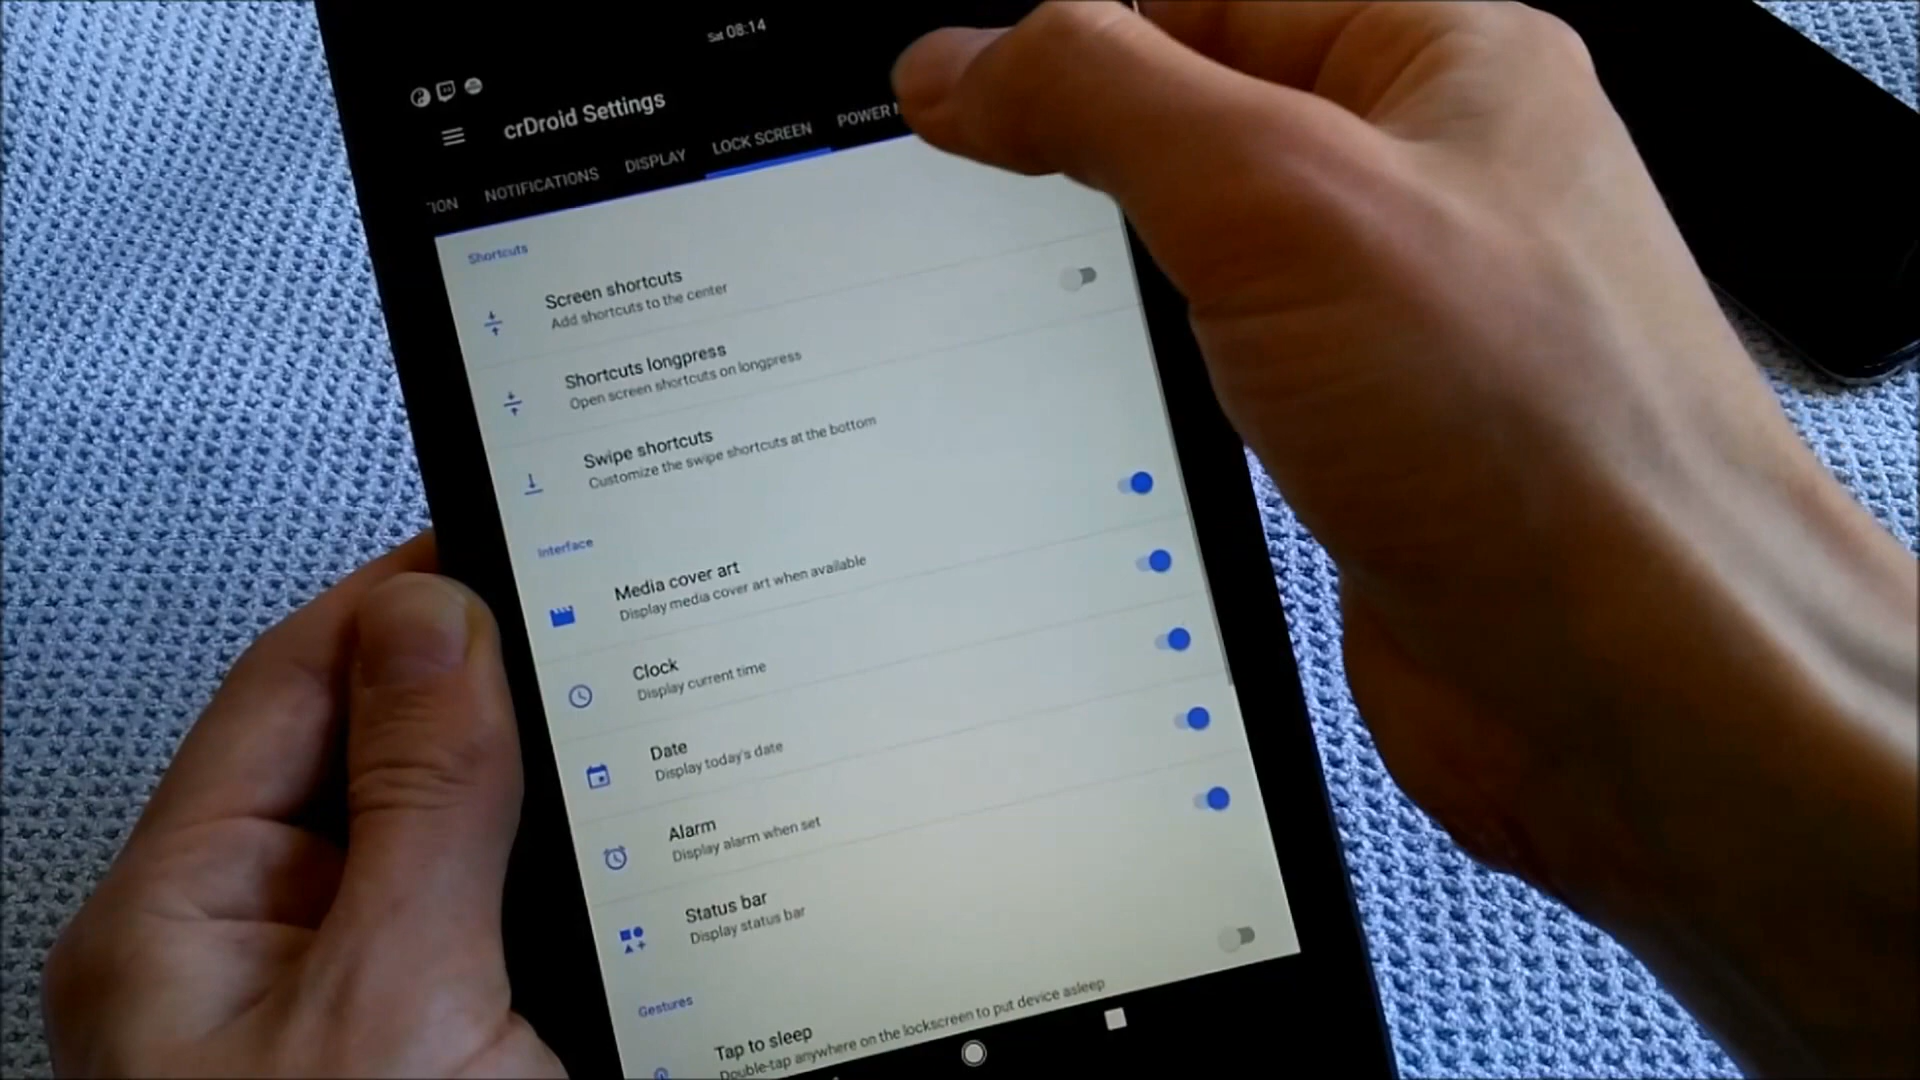 Sat 08:14
crDroid Settings
NOTIFICATIONS DISPLAY LOCK SCREEN POWER
Shortcuts
Screen shortcuts
Add shortcuts to the center
Shortcuts longpress
Open screen shortcuts on longpress
Swipe shortcuts
Customize the swipe shortcuts at the bottom
Interface
Media cover art
Display media cover art when available
Clock
Display current time
Date
Display today's date
Alarm
Display alarm when set
Status bar
Display status bar
Gestures
Tap to sleep
Double-tap anywhere on the lockscreen to put device asleep